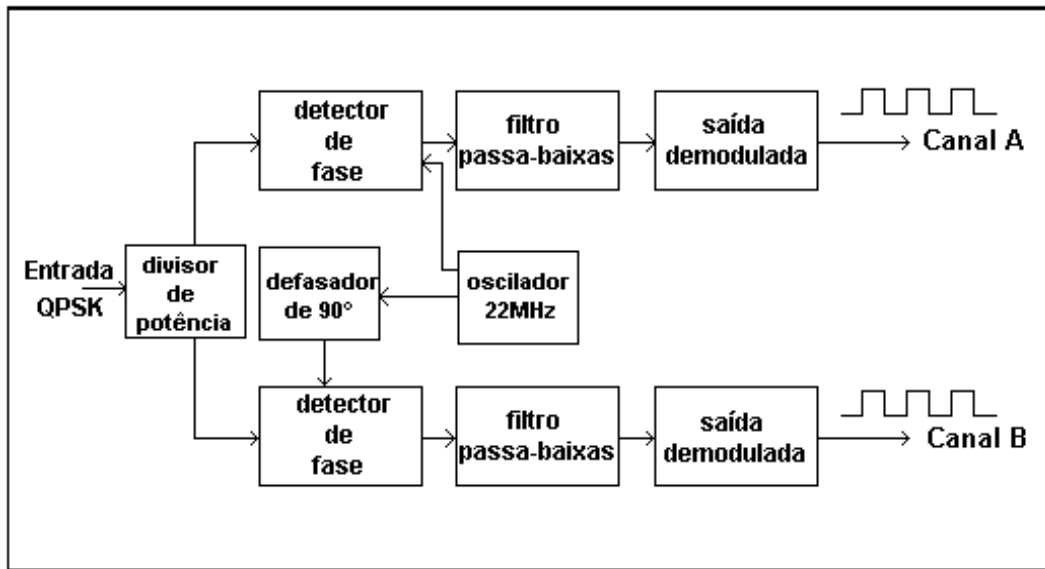 detector
de
fase
filtro
passa-baixas
saída
demodulada
Canal A
Entrada
QPSK
divisor
de
potência
defasador
de 90°
oscilador
22MHz
detector
de
fase
filtro
passa-baixas
saída
demodulada
Canal B